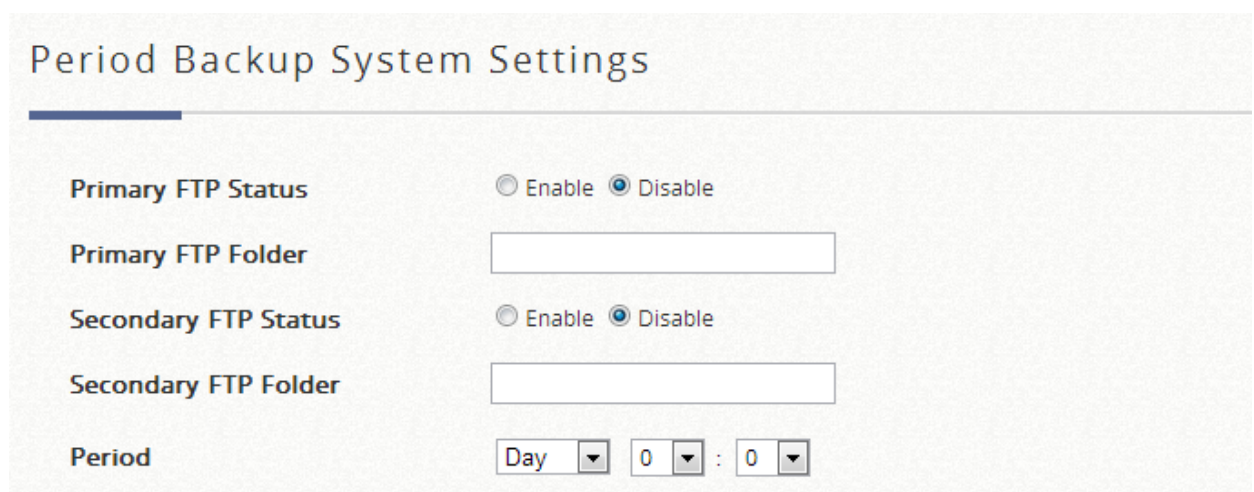 Period Backup System Settings
Primary FTP Status Enable Disable
Primary FTP Folder
Secondary FTP Status Enable Disable
Secondary FTP Folder
Period Day 0 : 0